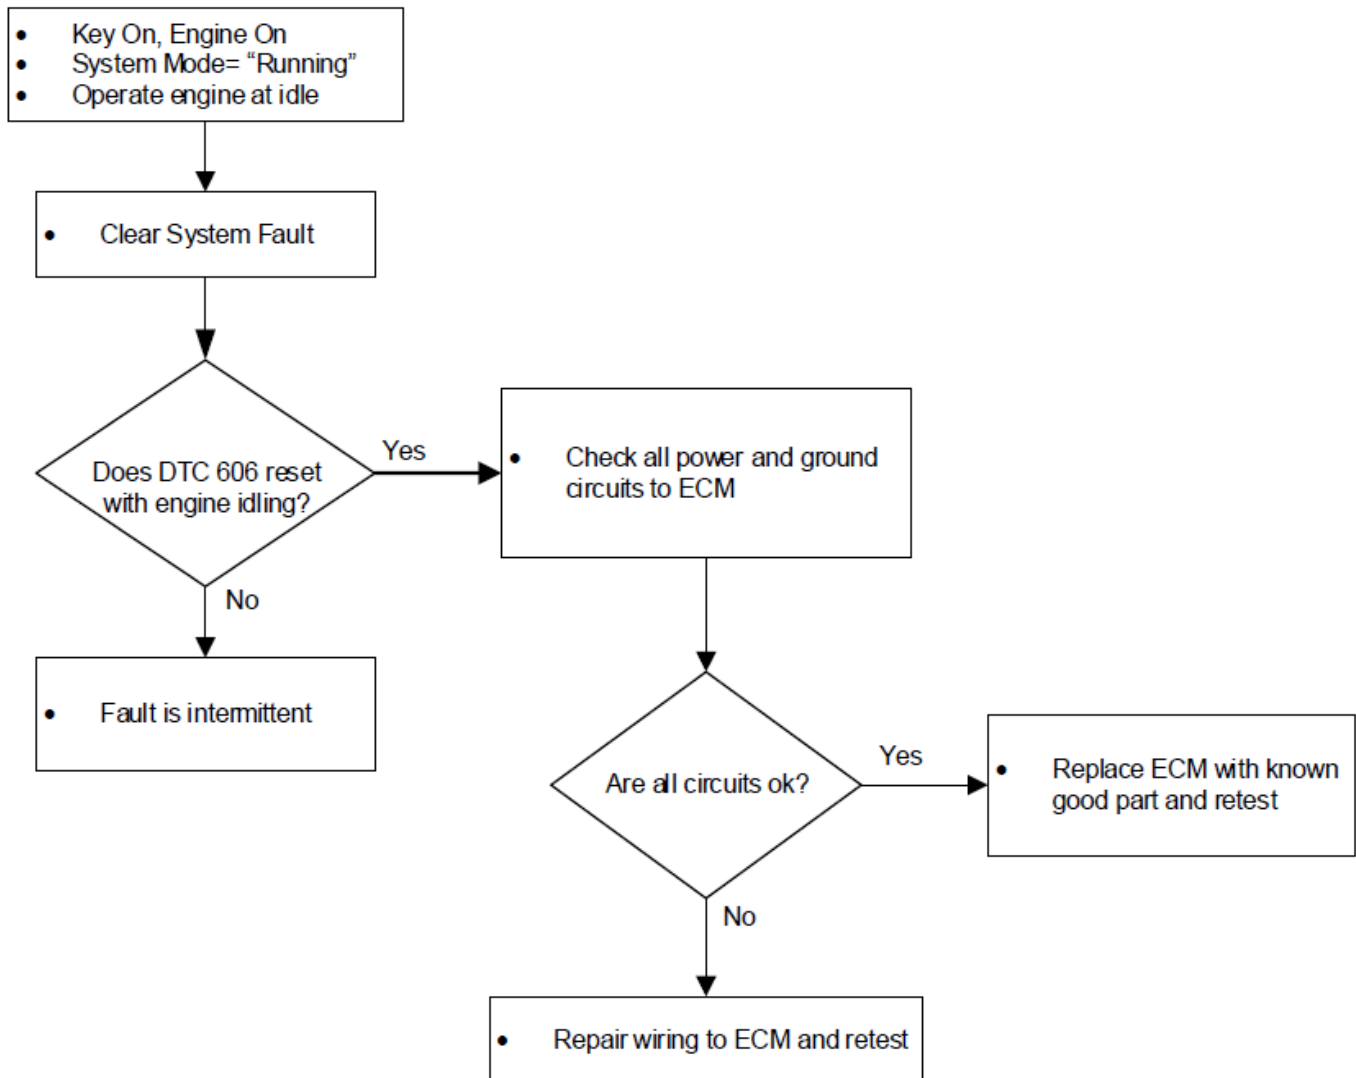 • Key On, Engine On
• System Mode= “Running”
• Operate engine at idle
• Clear System Fault
Does DTC 606 reset
with engine idling?
Yes
• Check all power and ground
circuits to ECM
No
• Fault is intermittent
Are all circuits ok?
Yes
• Replace ECM with known
good part and retest
No
• Repair wiring to ECM and retest